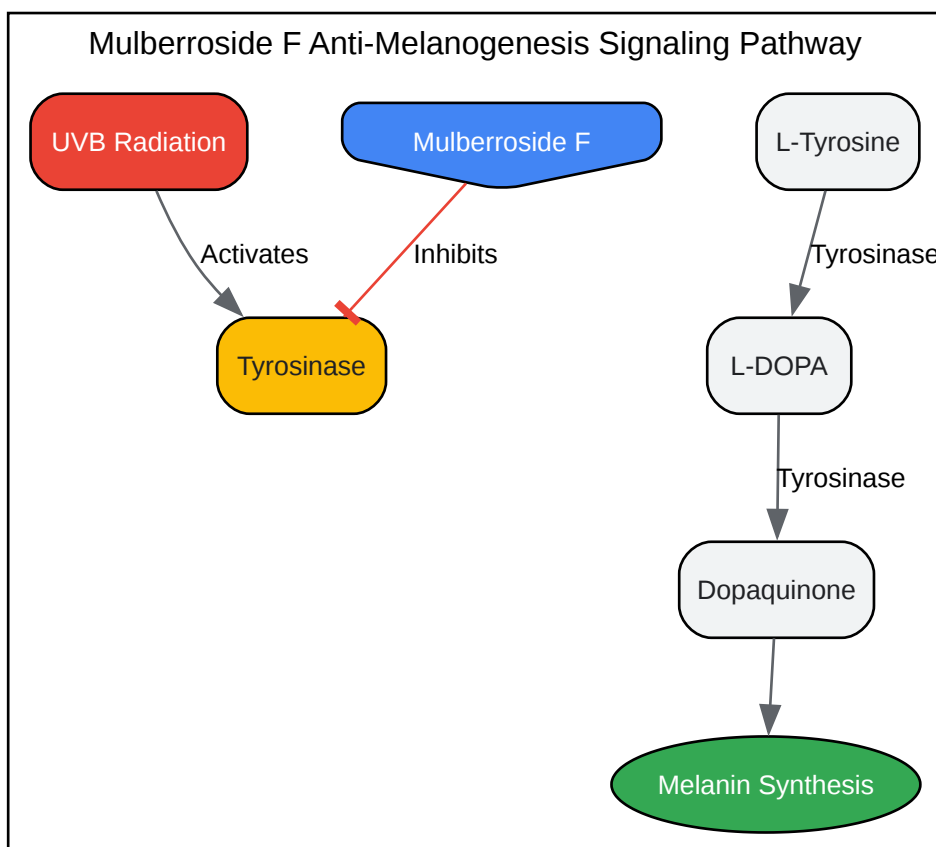 Mulberroside F Anti-Melanogenesis Signaling Pathway
UVB Radiation
Mulberroside F
L-Tyrosine
Activates
Inhibits
Tyrosinase
Tyrosinase
L-DOPA
Tyrosinase
Dopaquinone
Melanin Synthesis